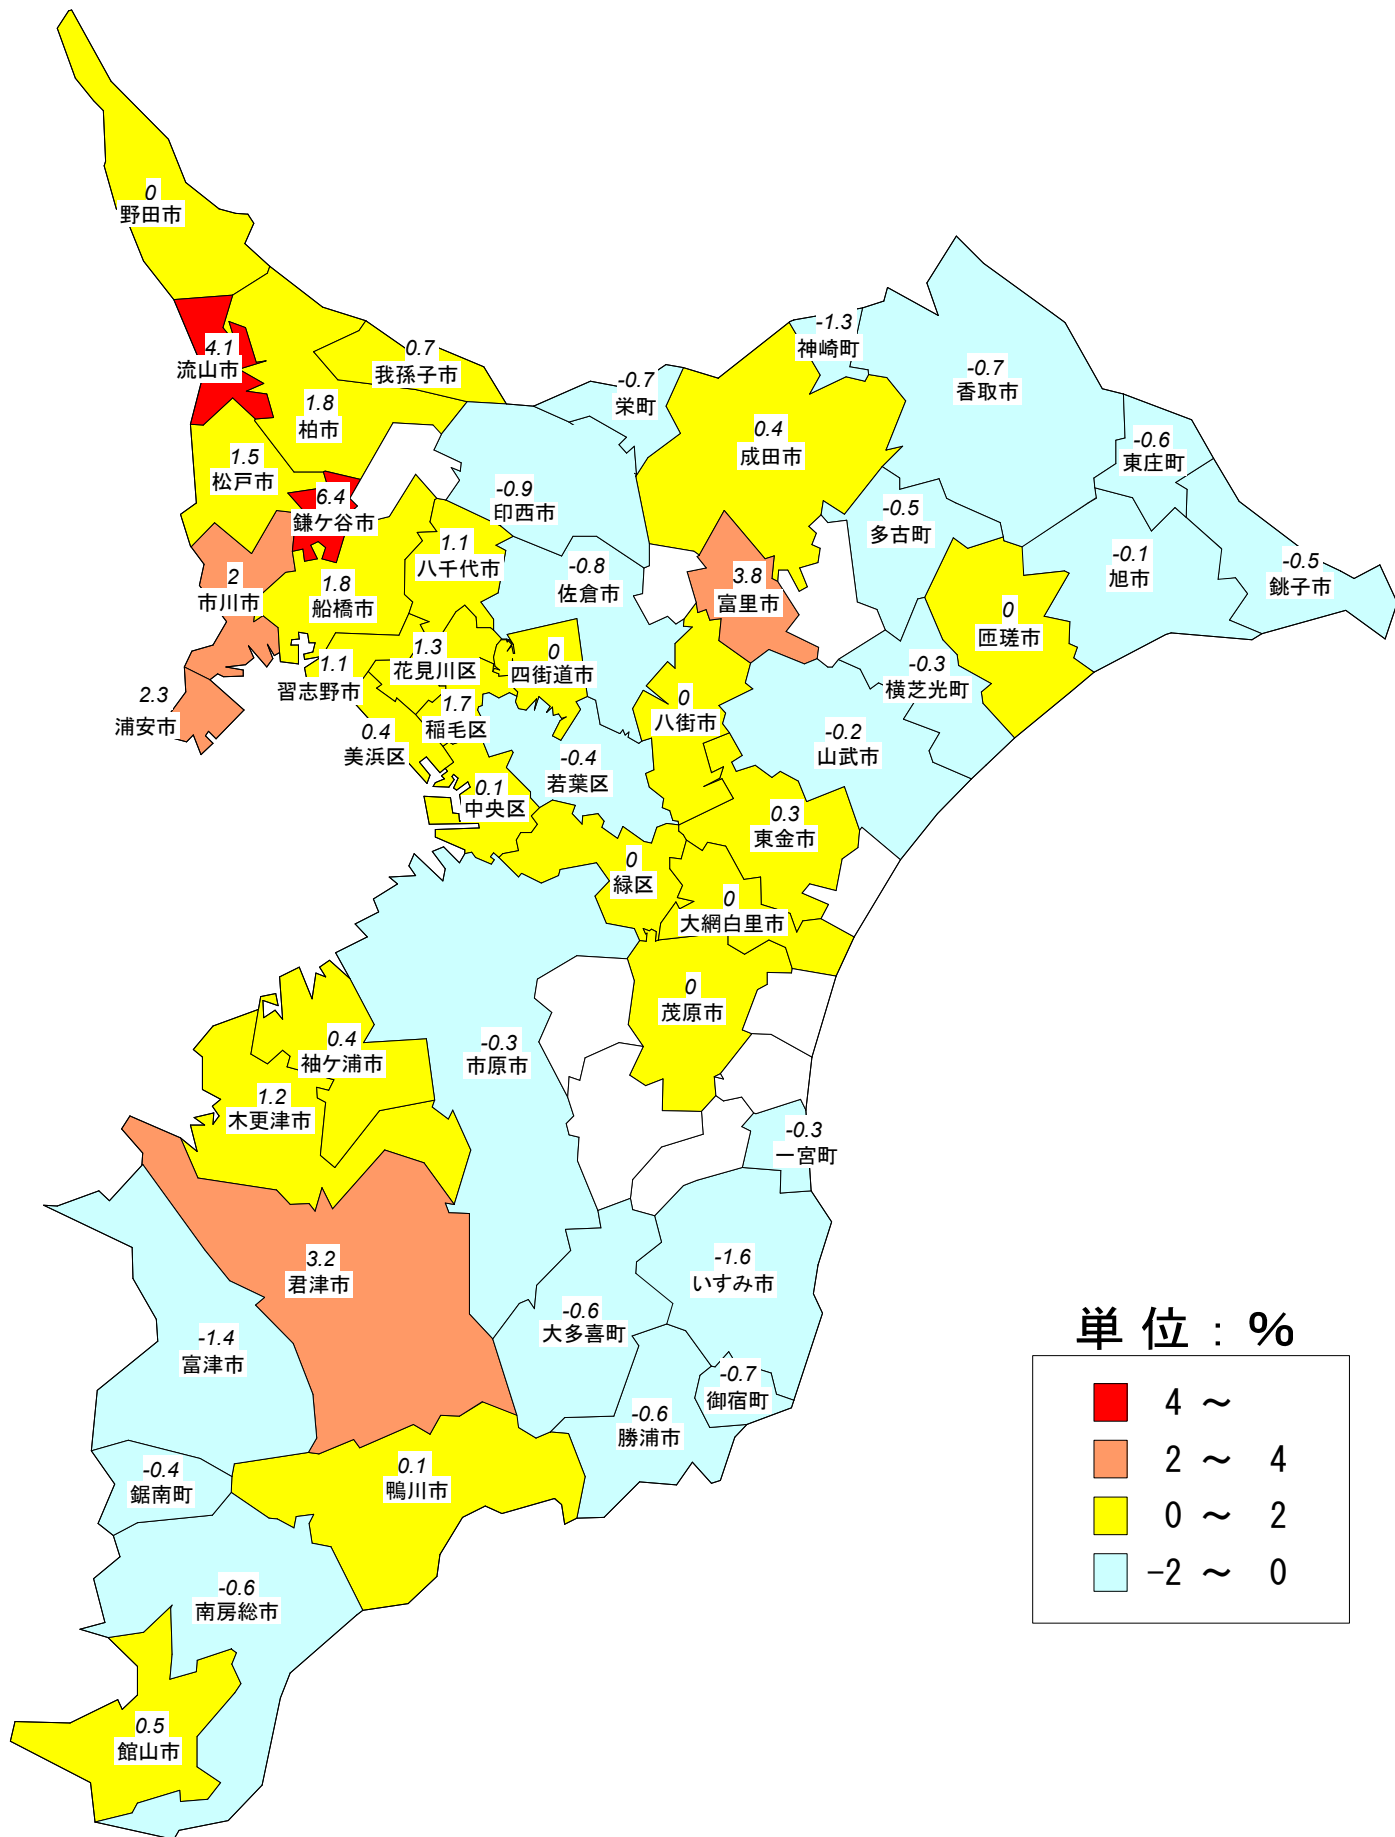 0
野田市
4.1
流山市
0.7
我孫子市
1.8
柏市
1.5
松戸市
6.4
鎌ケ谷市
2
市川市
1.8
船橋市
1.1
八千代市
2.3
浦安市
1.1
習志野市
1.3
花見川区
0
四街道市
1.7
稲毛区
0.4
美浜区
0.1
中央区
-0.4
若葉区
0
緑区
-0.9
印西市
-0.8
佐倉市
-0.7
栄町
0.4
成田市
-1.3
神崎町
-0.7
香取市
-0.6
東庄町
-0.5
多古町
-0.1
旭市
-0.5
銚子市
3.8
富里市
0
匝瑳市
-0.3
横芝光町
0
八街市
-0.2
山武市
0.3
東金市
0
大網白里市
0
茂原市
-0.3
市原市
0.4
袖ケ浦市
1.2
木更津市
-0.3
一宮町
3.2
君津市
-1.6
いすみ市
-0.6
大多喜町
-1.4
富津市
-0.7
御宿町
-0.6
勝浦市
-0.4
鋸南町
0.1
鴨川市
-0.6
南房総市
0.5
館山市
単位：%
4 ～
2 ～ 4
0 ～ 2
-2 ～ 0